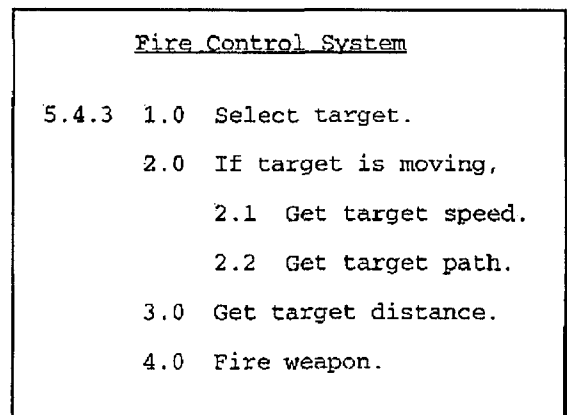 Fire Control System
5.4.3 1.0 Select target.
2.0 If target is moving,
2.1 Get target speed.
2.2 Get target path.
3.0 Get target distance.
4.0 Fire weapon.